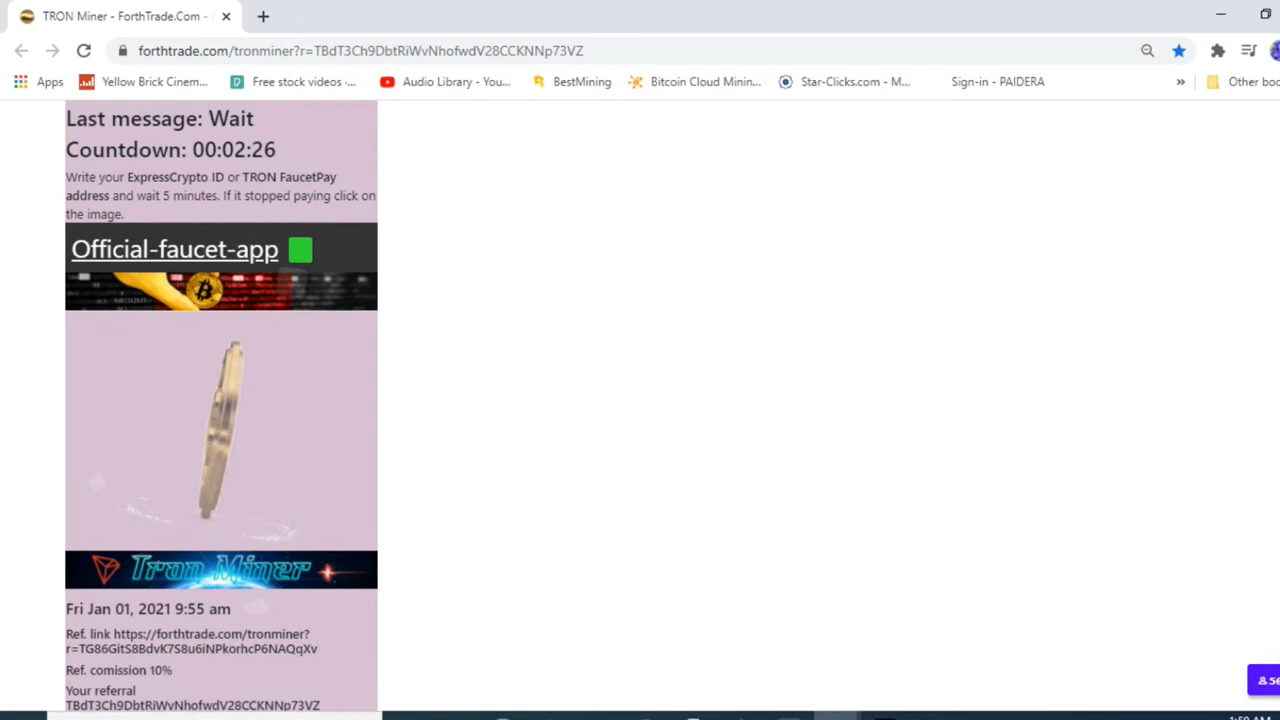 TRON Miner - ForthTrade.Com -
forthtrade.com/tronminer?r=TBdT3Ch9DbtRiWvNhofwdV28CCKNNp73VZ
Apps Yellow Brick Cinem... Free stock videos -... Audio Library - You... BestMining Bitcoin Cloud Minin... Star-Clicks.com - M... Sign-in - PAIDERA » Other boo
Last message: Wait
Countdown: 00:02:26
Write your ExpressCrypto ID or TRON FaucetPay
address and wait 5 minutes. If it stopped paying click on
the image.
Official-faucet-app
Tron Miner
Fri Jan 01, 2021 9:55 am
Ref. link https://forthtrade.com/tronminer?
r=TG86GitS8BdvK7S8u6iNPkorhcP6NAQqXv
Ref. comission 10%
Your referral
TBdT3Ch9DbtRiWvNhofwdV28CCKNNp73VZ